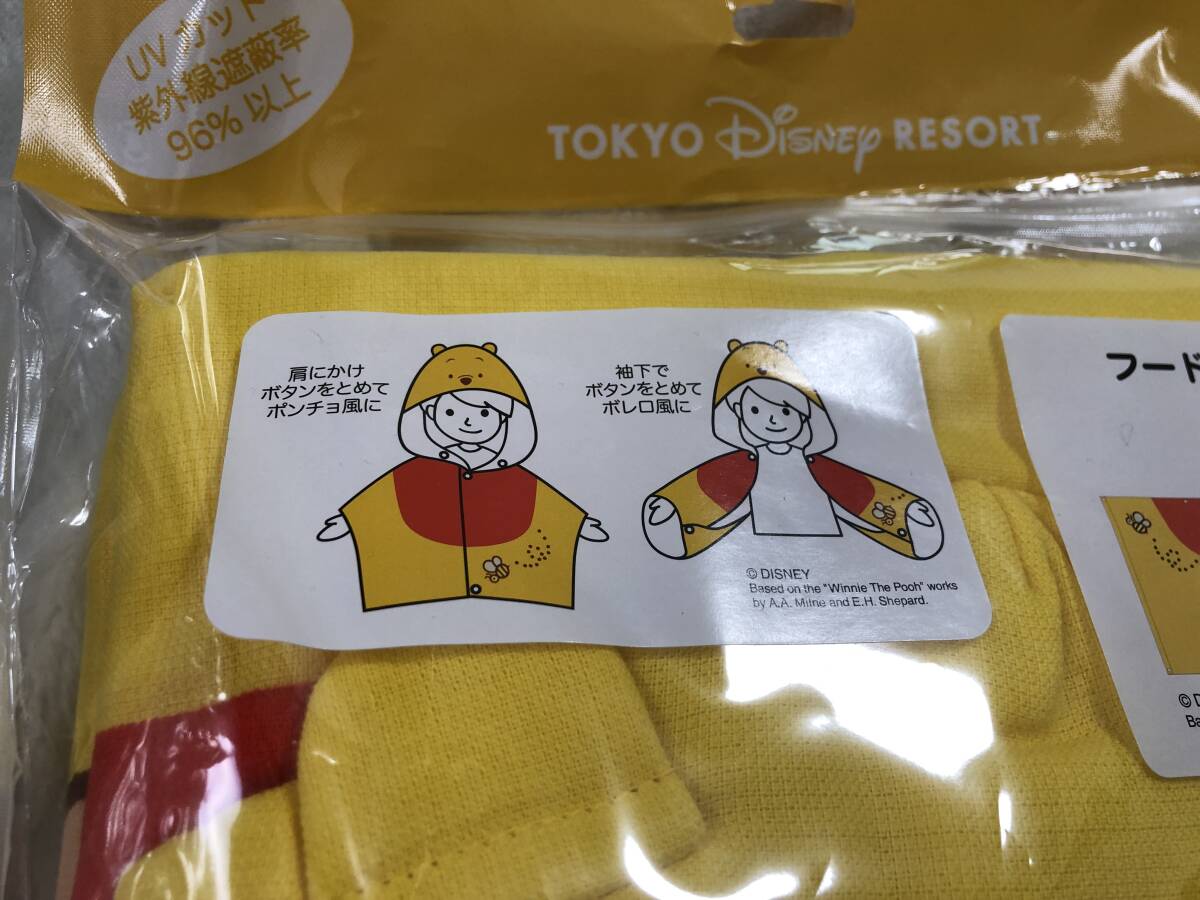 UVカット
紫外線遮蔽率
96%以上
TOKYO Disney RESORT
肩にかけ
ボタンをとめて
ポンチョ風に
袖下で
ボタンをとめて
ボレロ風に
© DISNEY
Based on the "Winnie The Pooh" works
by A.A. Milne and E.H. Shepard.
フード
©
Ba